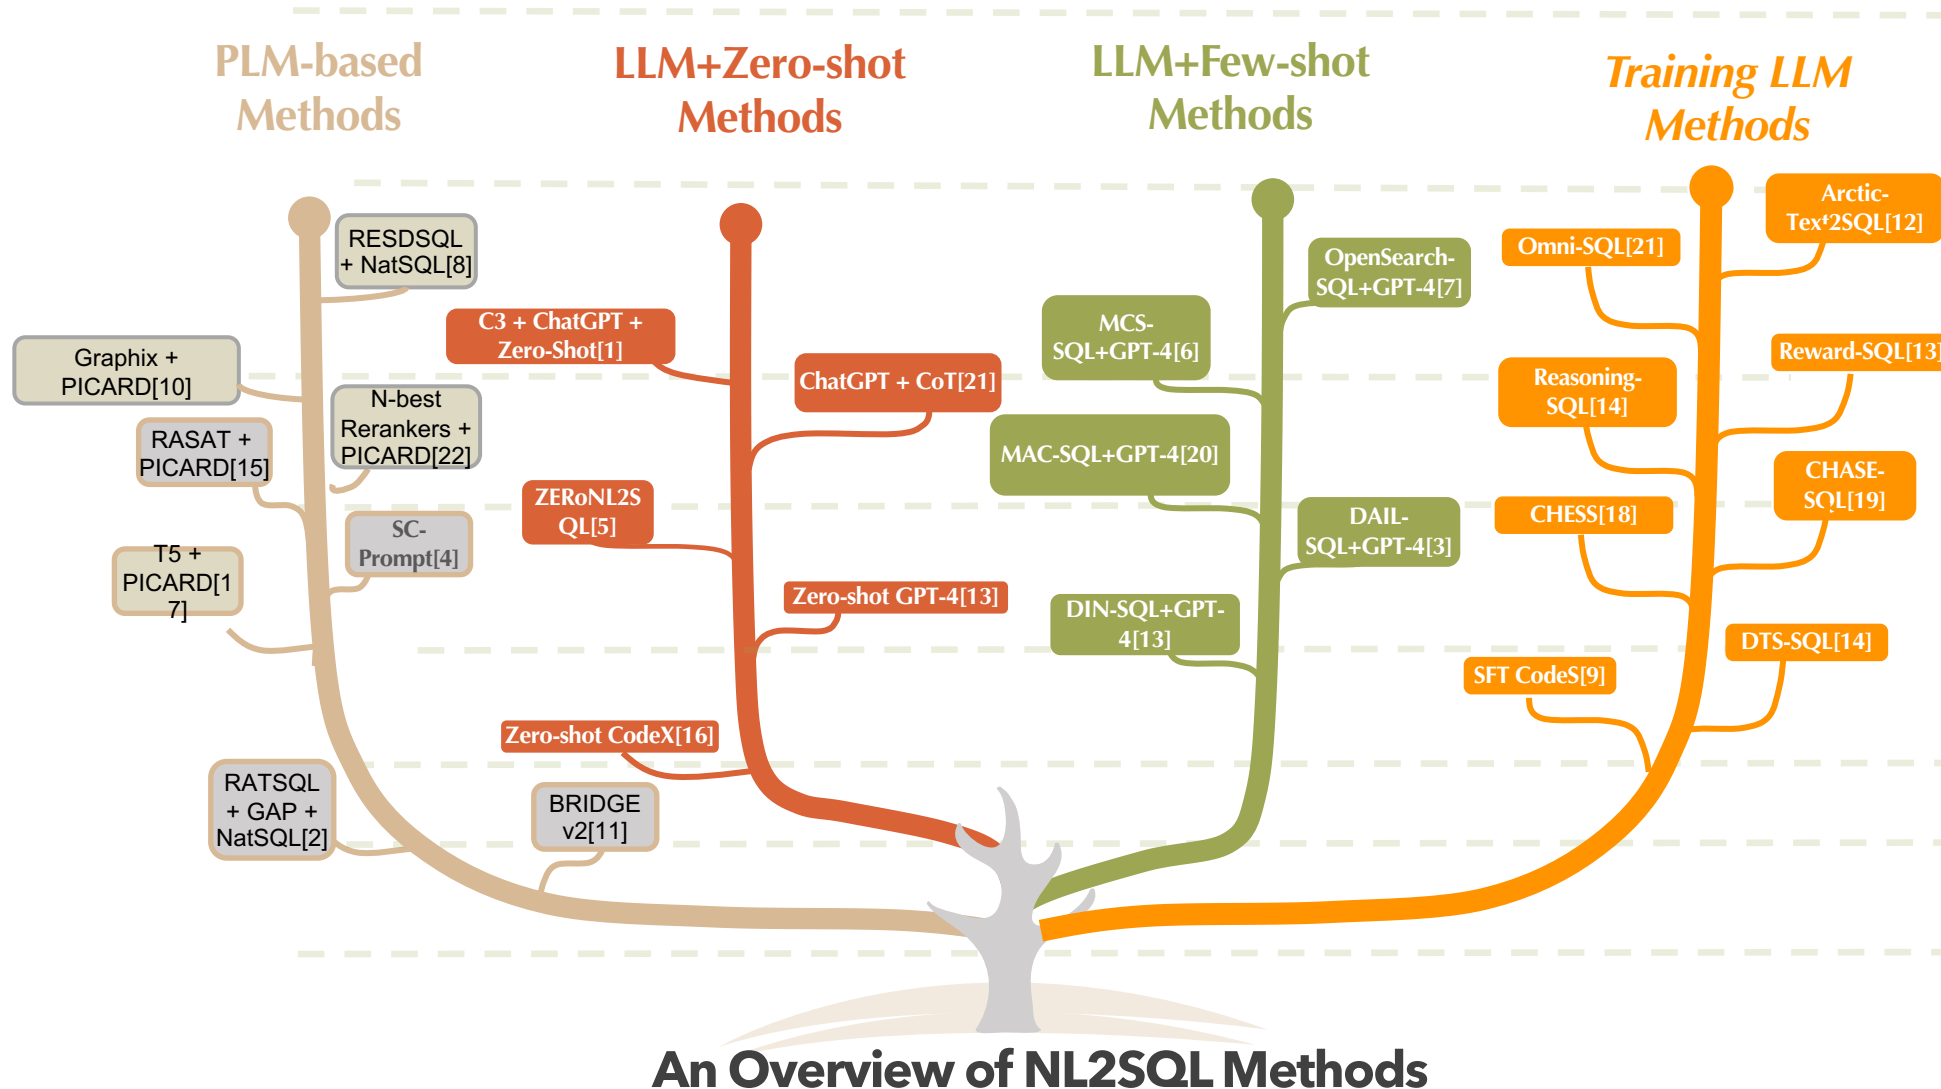 PLM-based
Methods
LLM+Zero-shot
Methods
LLM+Few-shot
Methods
Training LLM
Methods
RESDSQL
+ NatSQL[8]
Graphix +
PICARD[10]
N-best
Rerankers +
PICARD[22]
RASAT +
PICARD[15]
SC-
Prompt[4]
T5 +
PICARD[1
7]
RATSQL
+ GAP +
NatSQL[2]
BRIDGE
v2[11]
C3 + ChatGPT +
Zero-Shot[1]
ChatGPT + CoT[21]
ZERoNL2S
QL[5]
Zero-shot GPT-4[13]
Zero-shot CodeX[16]
OpenSearch-
SQL+GPT-4[7]
MCS-
SQL+GPT-4[6]
MAC-SQL+GPT-4[20]
DAIL-
SQL+GPT-4[3]
DIN-SQL+GPT-
4[13]
Arctic-
Text2SQL[12]
Omni-SQL[21]
Reward-SQL[13]
Reasoning-
SQL[14]
CHASE-
SQL[19]
CHESS[18]
DTS-SQL[14]
SFT CodeS[9]
An Overview of NL2SQL Methods